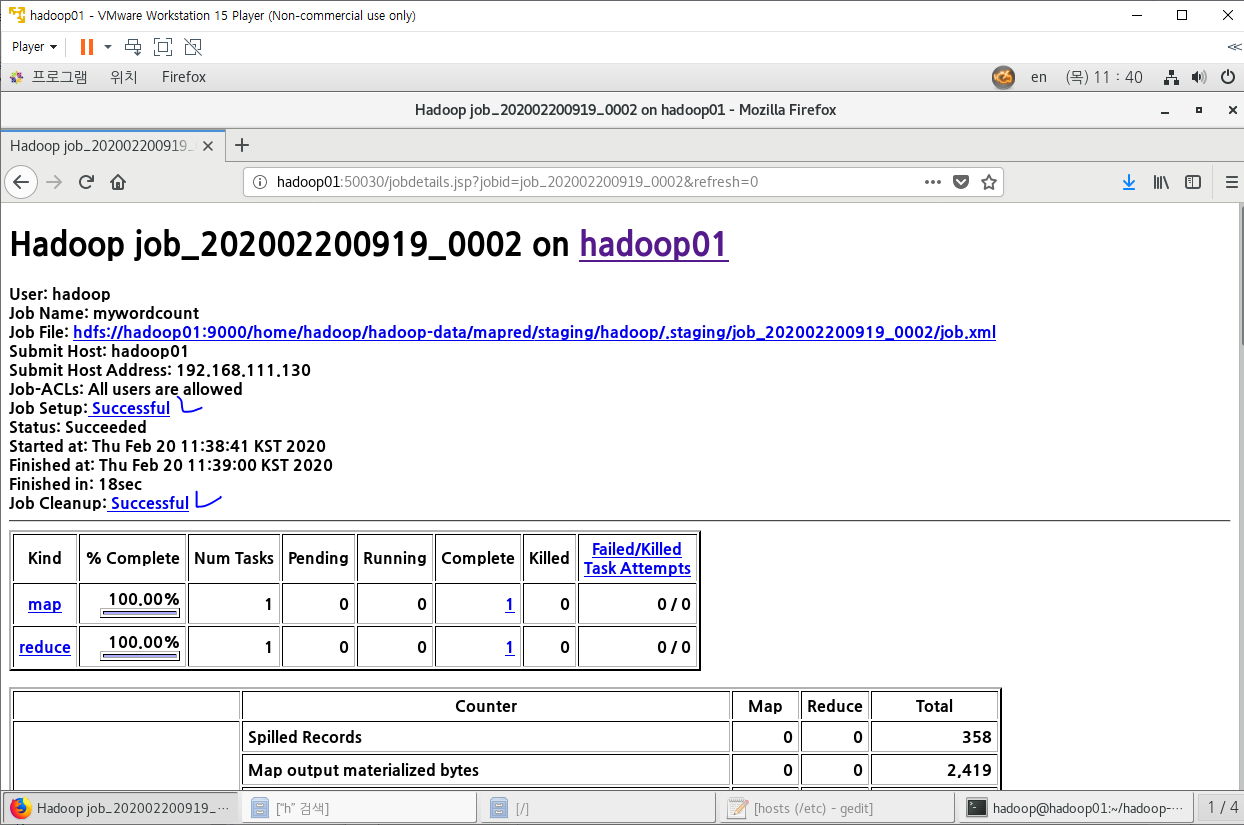 hadoop01 - VMware Workstation 15 Player (Non-commercial use only)
Player
프로그램 위치 Firefox en (목) 11 : 40
Hadoop job_202002200919_0002 on hadoop01 - Mozilla Firefox
Hadoop job_202002200919_
hadoop01:50030/jobdetails.jsp?jobid=job_202002200919_0002&refresh=0
Hadoop job_202002200919_0002 on hadoop01
User: hadoop
Job Name: mywordcount
Job File: hdfs://hadoop01:9000/home/hadoop/hadoop-data/mapred/staging/hadoop/.staging/job_202002200919_0002/job.xml
Submit Host: hadoop01
Submit Host Address: 192.168.111.130
Job-ACLs: All users are allowed
Job Setup: Successful
Status: Succeeded
Started at: Thu Feb 20 11:38:41 KST 2020
Finished at: Thu Feb 20 11:39:00 KST 2020
Finished in: 18sec
Job Cleanup: Successful
Kind % Complete Num Tasks Pending Running Complete Killed Failed/Killed
Task Attempts
map 100.00% 1 0 0 1 0 0 / 0
reduce 100.00% 1 0 0 1 0 0 / 0
Counter Map Reduce Total
Spilled Records 0 0 358
Map output materialized bytes 0 0 2,419
Hadoop job_202002200919_... ["h" 검색] [/] [hosts (/etc) - gedit] hadoop@hadoop01:~/hadoop-... 1 / 4